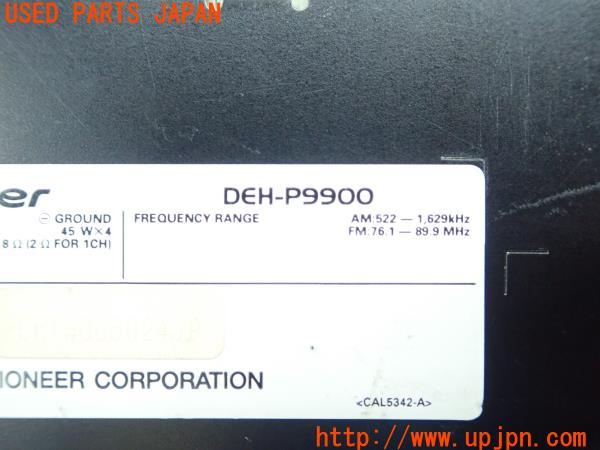 USED PARTS JAPAN
er DEH-P9900
⊖ GROUND
45 W×4
8 Ω (2 Ω FOR 1CH)
FREQUENCY RANGE AM:522 — 1,629kHz
FM:76.1 — 89.9 MHz
IONEER CORPORATION
<CAL5342-A>
http://www.upjpn.com/